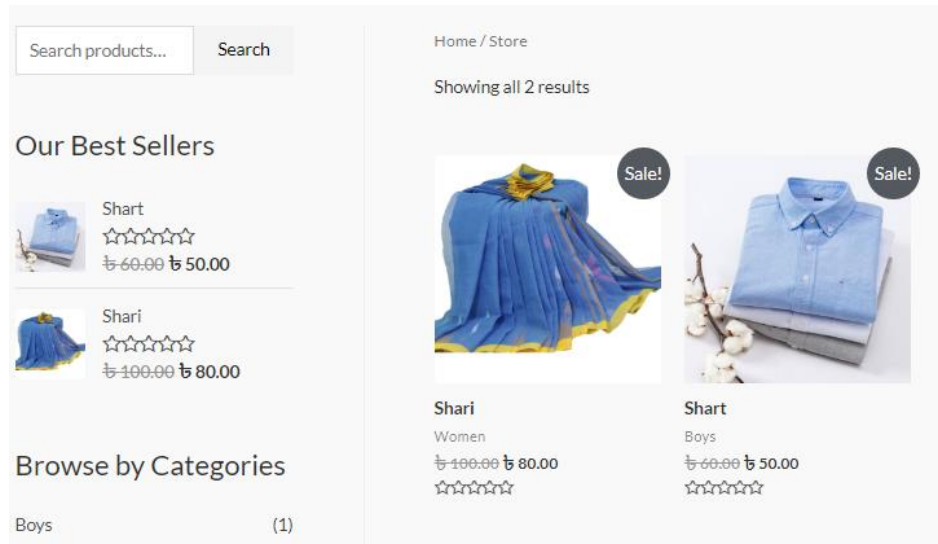 Search products...
Search
Our Best Sellers
Shart
৳ 60.00 ৳ 50.00
Shari
৳ 100.00 ৳ 80.00
Browse by Categories
Boys (1)
Home / Store
Showing all 2 results
Sale!
Shari
Women
৳ 100.00 ৳ 80.00
Sale!
Shart
Boys
৳ 60.00 ৳ 50.00